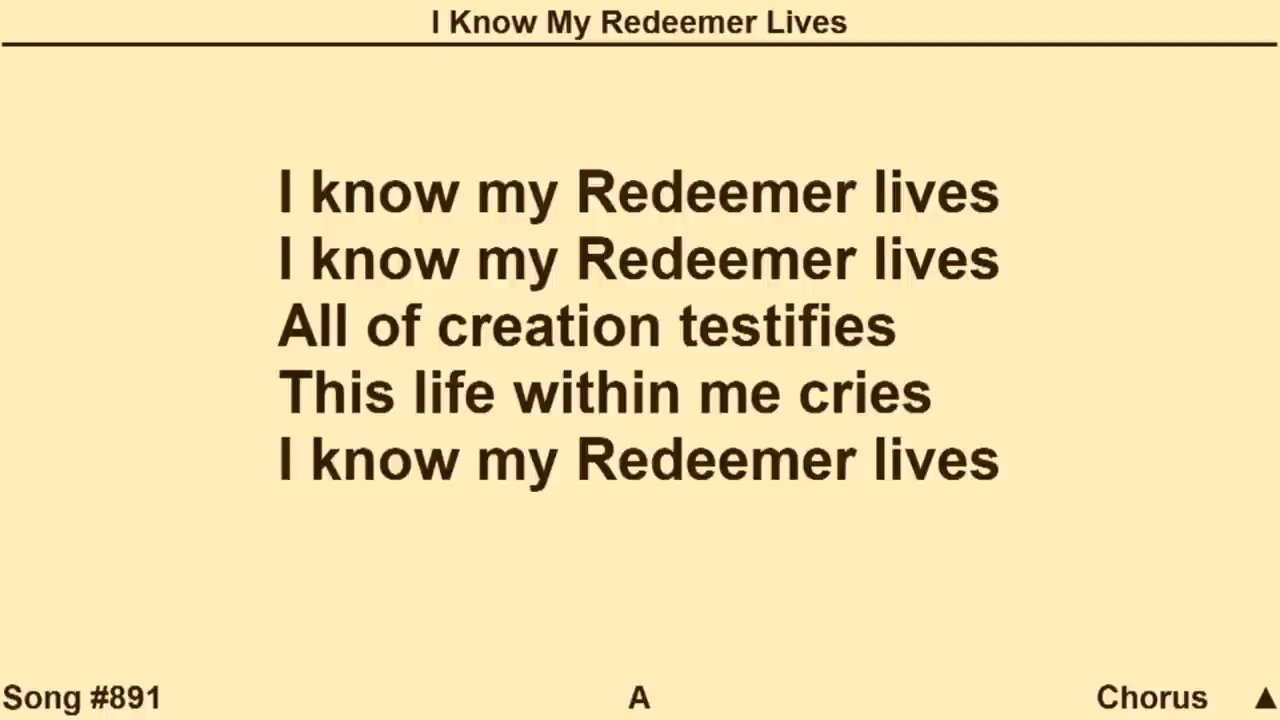 I Know My Redeemer Lives
I know my Redeemer lives
I know my Redeemer lives
All of creation testifies
This life within me cries
I know my Redeemer lives
Song #891 A Chorus ▲